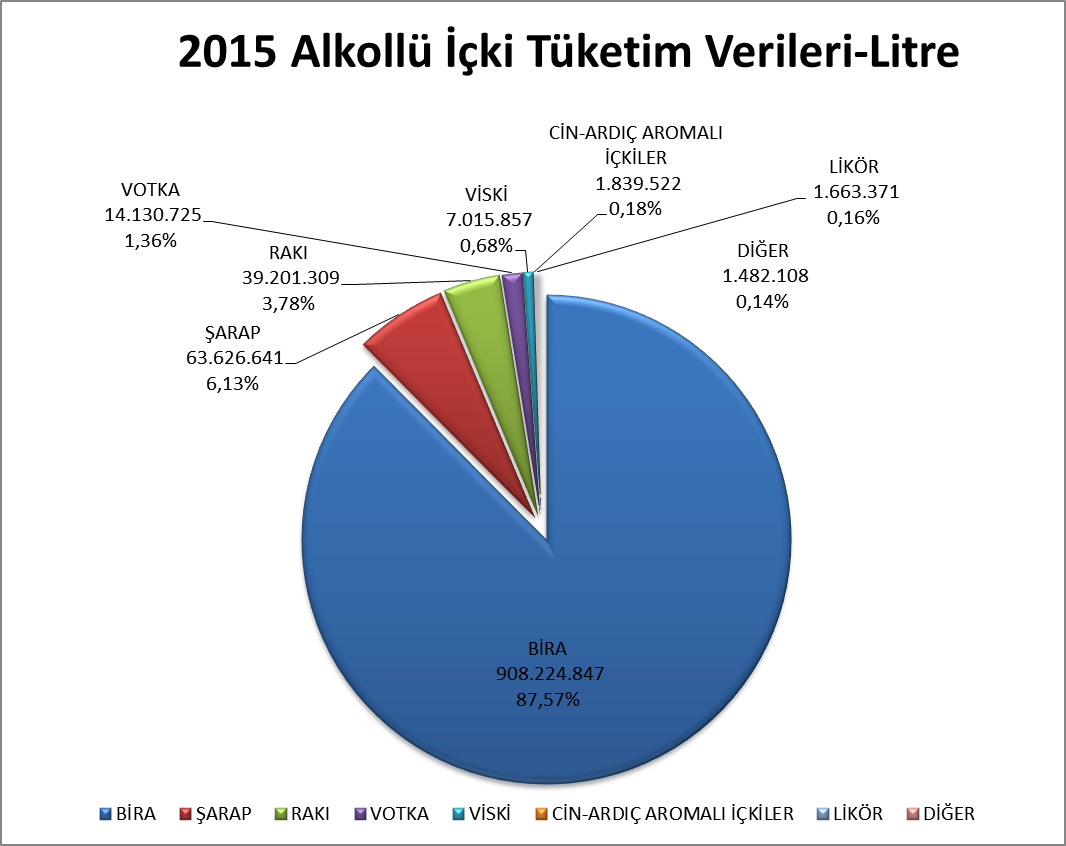 2015 Alkollü İçki Tüketim Verileri-Litre
CİN-ARDIÇ AROMALI
İÇKİLER
1.839.522
0,18%
LİKÖR
1.663.371
0,16%
VOTKA
14.130.725
1,36%
VİSKİ
7.015.857
0,68%
RAKI
39.201.309
3,78%
DİĞER
1.482.108
0,14%
ŞARAP
63.626.641
6,13%
BİRA
908.224.847
87,57%
BİRA ŞARAP RAKI VOTKA VİSKİ CİN-ARDIÇ AROMALI İÇKİLER LİKÖR DİĞER